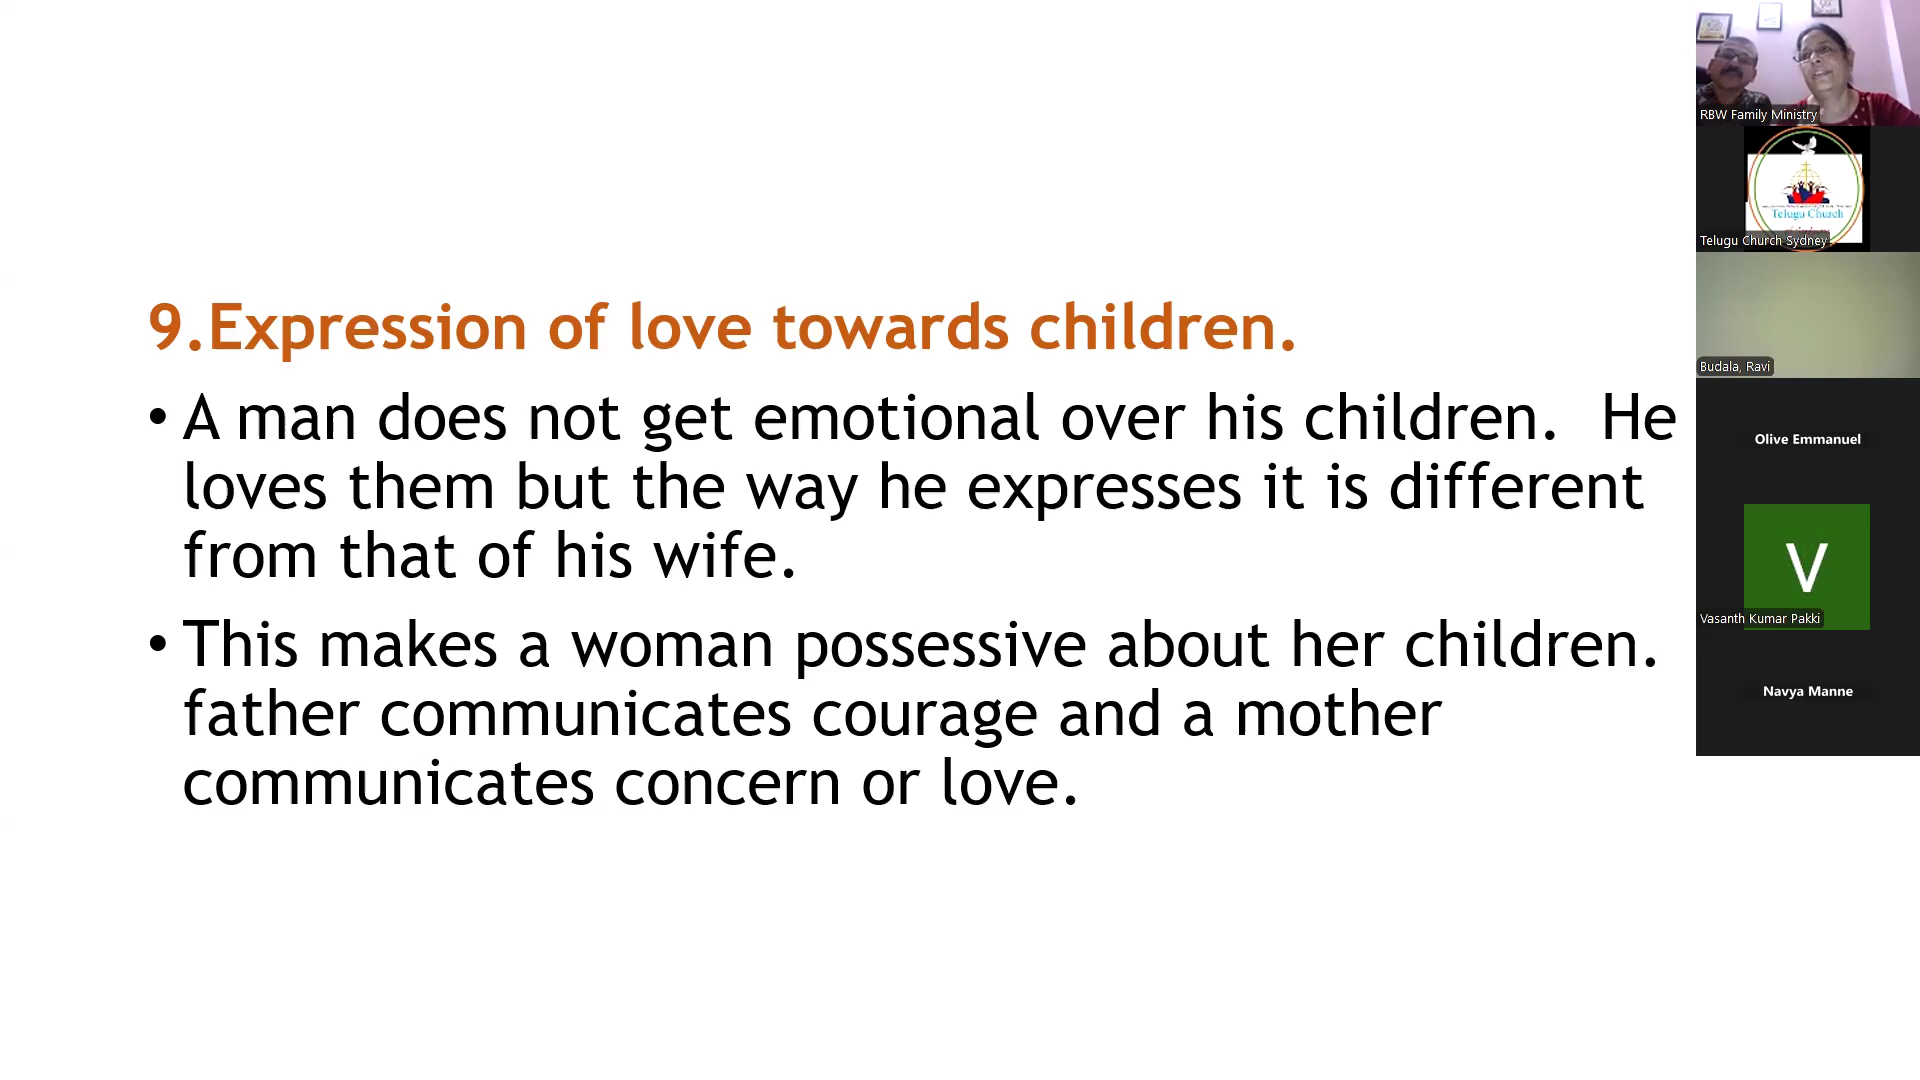 9.Expression of love towards children.
• A man does not get emotional over his children.  He
loves them but the way he expresses it is different
from that of his wife.
• This makes a woman possessive about her children.
father communicates courage and a mother
communicates concern or love.
RBW Family Ministry
Telugu Church
Telugu Church Sydney
Budala, Ravi
Olive Emmanuel
V
Vasanth Kumar Pakki
Navya Manne